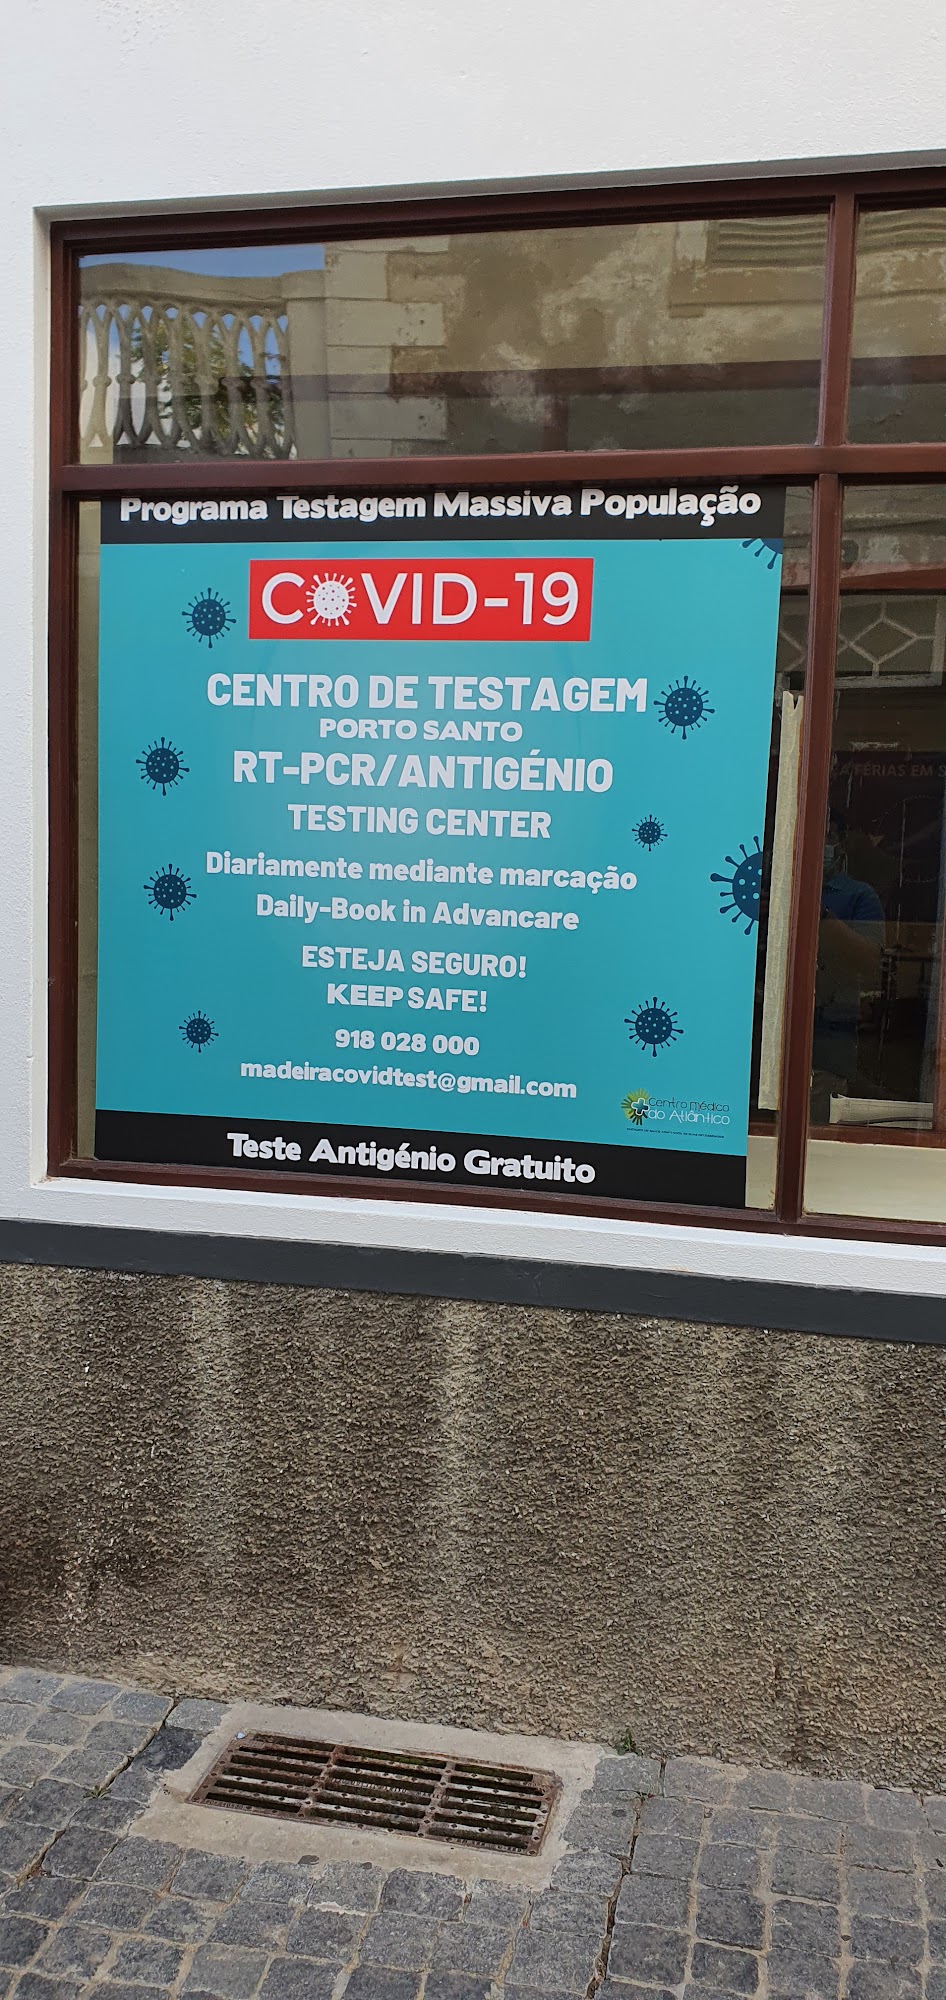 Programa Testagem Massiva População
COVID-19
CENTRO DE TESTAGEM
PORTO SANTO
RT-PCR/ANTIGÉNIO
TESTING CENTER
Diariamente mediante marcação
Daily-Book in Advancare
ESTEJA SEGURO!
KEEP SAFE!
918 028 000
madeiracovidtest@gmail.com
Centro Médico
do Atlântico
Teste Antigénio Gratuito
FÉRIAS EM